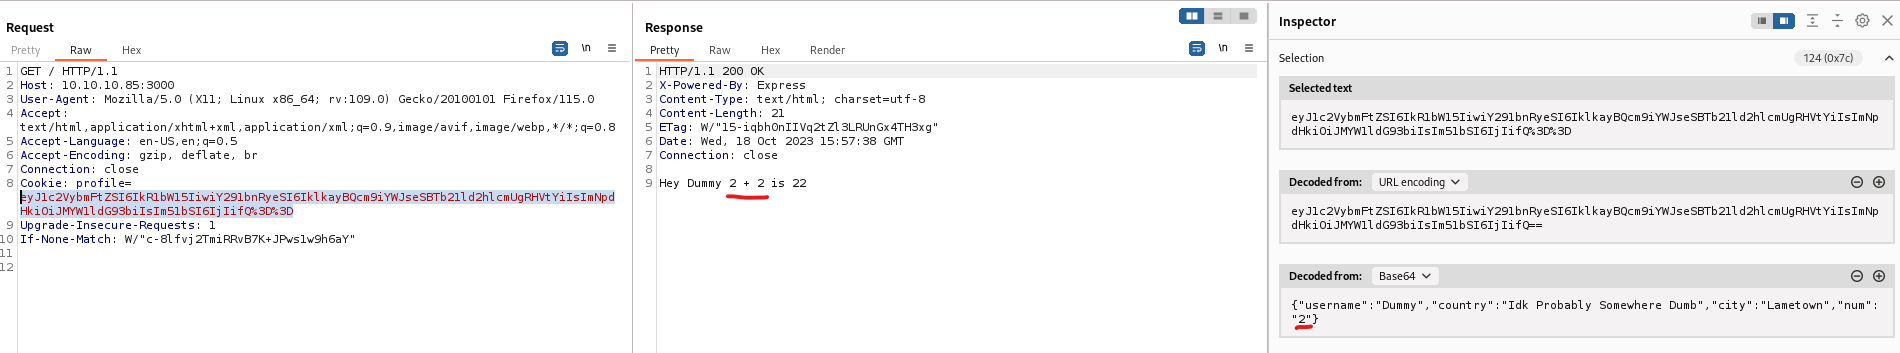 Request
Pretty Raw Hex
\n
1 GET / HTTP/1.1
2 Host: 10.10.10.85:3000
3 User-Agent: Mozilla/5.0 (X11; Linux x86_64; rv:109.0) Gecko/20100101 Firefox/115.0
4 Accept:
text/html,application/xhtml+xml,application/xml;q=0.9,image/avif,image/webp,*/*;q=0.8
5 Accept-Language: en-US,en;q=0.5
6 Accept-Encoding: gzip, deflate, br
7 Connection: close
8 Cookie: profile=
eyJ1c2VybmFtZSI6IkR1bW15IiwiY291bnRyeSI6IklkayBQcm9iYWJseSBTb21ld2hlcmUgRHVtYiIsImNpd
HkiOiJMYW1ldG93biIsIm51bSI6IjIifQ%3D%3D
9 Upgrade-Insecure-Requests: 1
10 If-None-Match: W/"c-8lfvj2TmiRRvB7K+JPws1w9h6aY"
11
12
Response
Pretty Raw Hex Render
\n
1 HTTP/1.1 200 OK
2 X-Powered-By: Express
3 Content-Type: text/html; charset=utf-8
4 Content-Length: 21
5 ETag: W/"15-iqbh0nIIVq2tZl3LRUnGx4TH3xg"
6 Date: Wed, 18 Oct 2023 15:57:38 GMT
7 Connection: close
8
9 Hey Dummy 2 + 2 is 22
Inspector
Selection 124 (0x7c)
Selected text
eyJ1c2VybmFtZSI6IkR1bW15IiwiY291bnRyeSI6IklkayBQcm9iYWJseSBTb21ld2hlcmUgRHVtYiIsImNp
dHkiOiJMYW1ldG93biIsIm51bSI6IjIifQ%3D%3D
Decoded from: URL encoding
eyJ1c2VybmFtZSI6IkR1bW15IiwiY291bnRyeSI6IklkayBQcm9iYWJseSBTb21ld2hlcmUgRHVtYiIsImNp
dHkiOiJMYW1ldG93biIsIm51bSI6IjIifQ==
Decoded from: Base64
{"username":"Dummy","country":"Idk Probably Somewhere Dumb","city":"Lametown","num":
"2"}